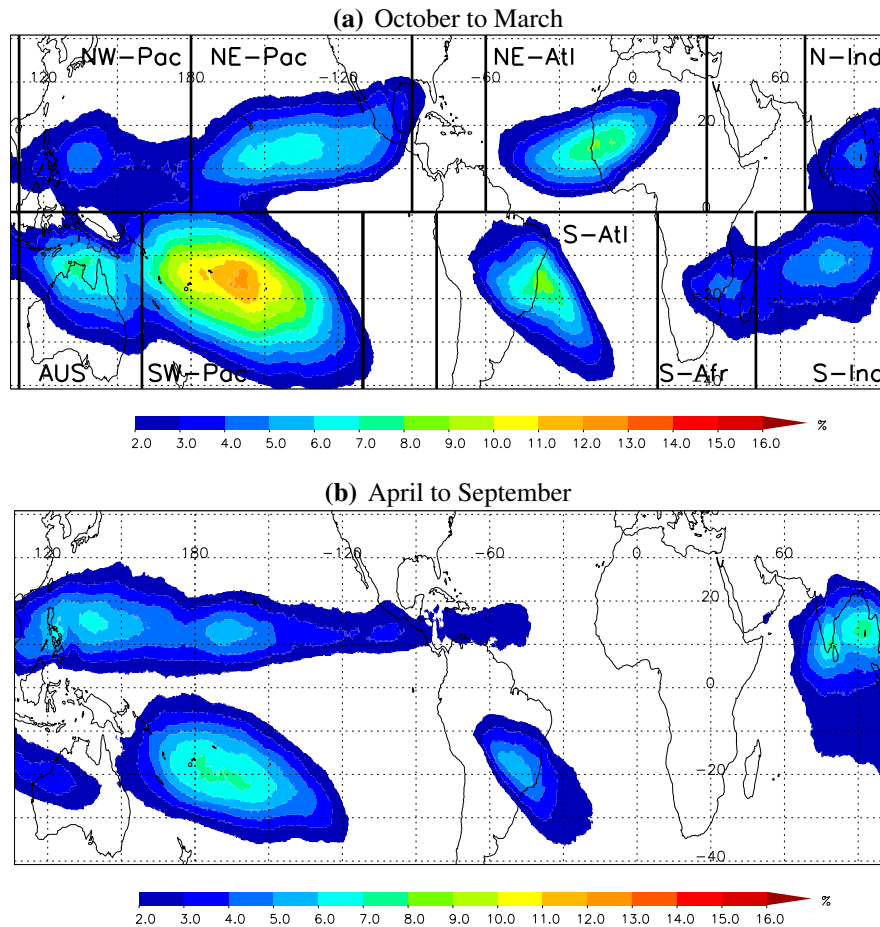 (a) October to March
NW-Pac NE-Pac NE-Atl N-Ind
120 180 -120 -60 0 60
20
0
S-Atl
-20
AUS SW-Pac S-Afr S-Ind
-40
2.0 3.0 4.0 5.0 6.0 7.0 8.0 9.0 10.0 11.0 12.0 13.0 14.0 15.0 16.0 %
(b) April to September
120 180 -120 -60 0 60
20
0
-20
-40
2.0 3.0 4.0 5.0 6.0 7.0 8.0 9.0 10.0 11.0 12.0 13.0 14.0 15.0 16.0 %